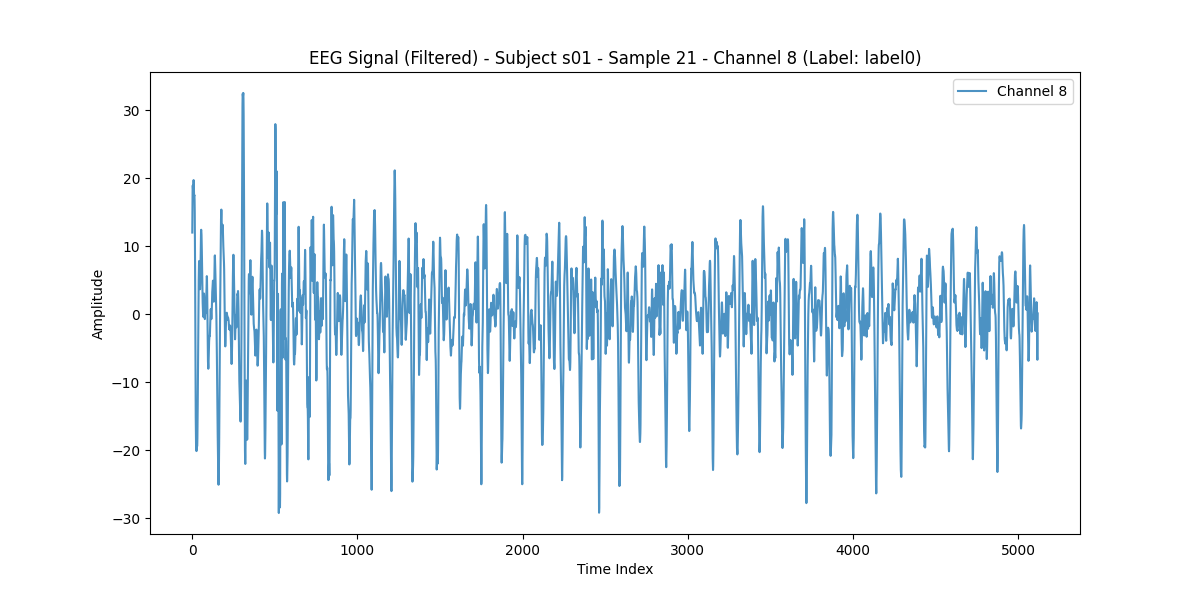 EEG Signal (Filtered) - Subject s01 - Sample 21 - Channel 8 (Label: label0)
Channel 8
30
20
10
0
−10
−20
−30
Amplitude
0 1000 2000 3000 4000 5000
Time Index